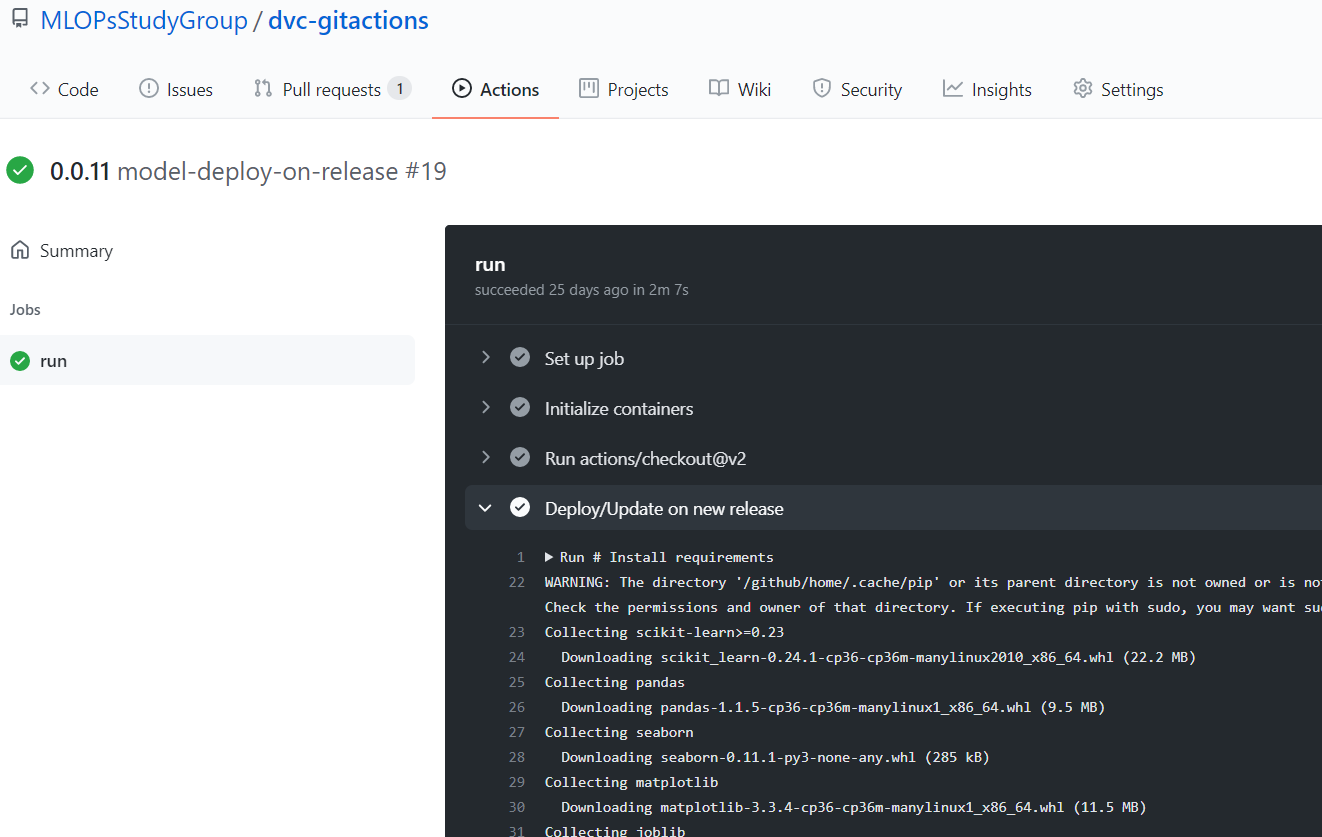 MLOPsStudyGroup / dvc-gitactions
Code Issues Pull requests 1 Actions Projects Wiki Security Insights Settings
0.0.11 model-deploy-on-release #19
Summary
Jobs
run
run
succeeded 25 days ago in 2m 7s
Set up job
Initialize containers
Run actions/checkout@v2
Deploy/Update on new release
1 Run # Install requirements
22 WARNING: The directory '/github/home/.cache/pip' or its parent directory is not owned or is
Check the permissions and owner of that directory. If executing pip with sudo, you may want
23 Collecting scikit-learn>=0.23
24 Downloading scikit_learn-0.24.1-cp36-cp36m-manylinux2010_x86_64.whl (22.2 MB)
25 Collecting pandas
26 Downloading pandas-1.1.5-cp36-cp36m-manylinux1_x86_64.whl (9.5 MB)
27 Collecting seaborn
28 Downloading seaborn-0.11.1-py3-none-any.whl (285 kB)
29 Collecting matplotlib
30 Downloading matplotlib-3.3.4-cp36-cp36m-manylinux1_x86_64.whl (11.5 MB)
31 Collecting joblib